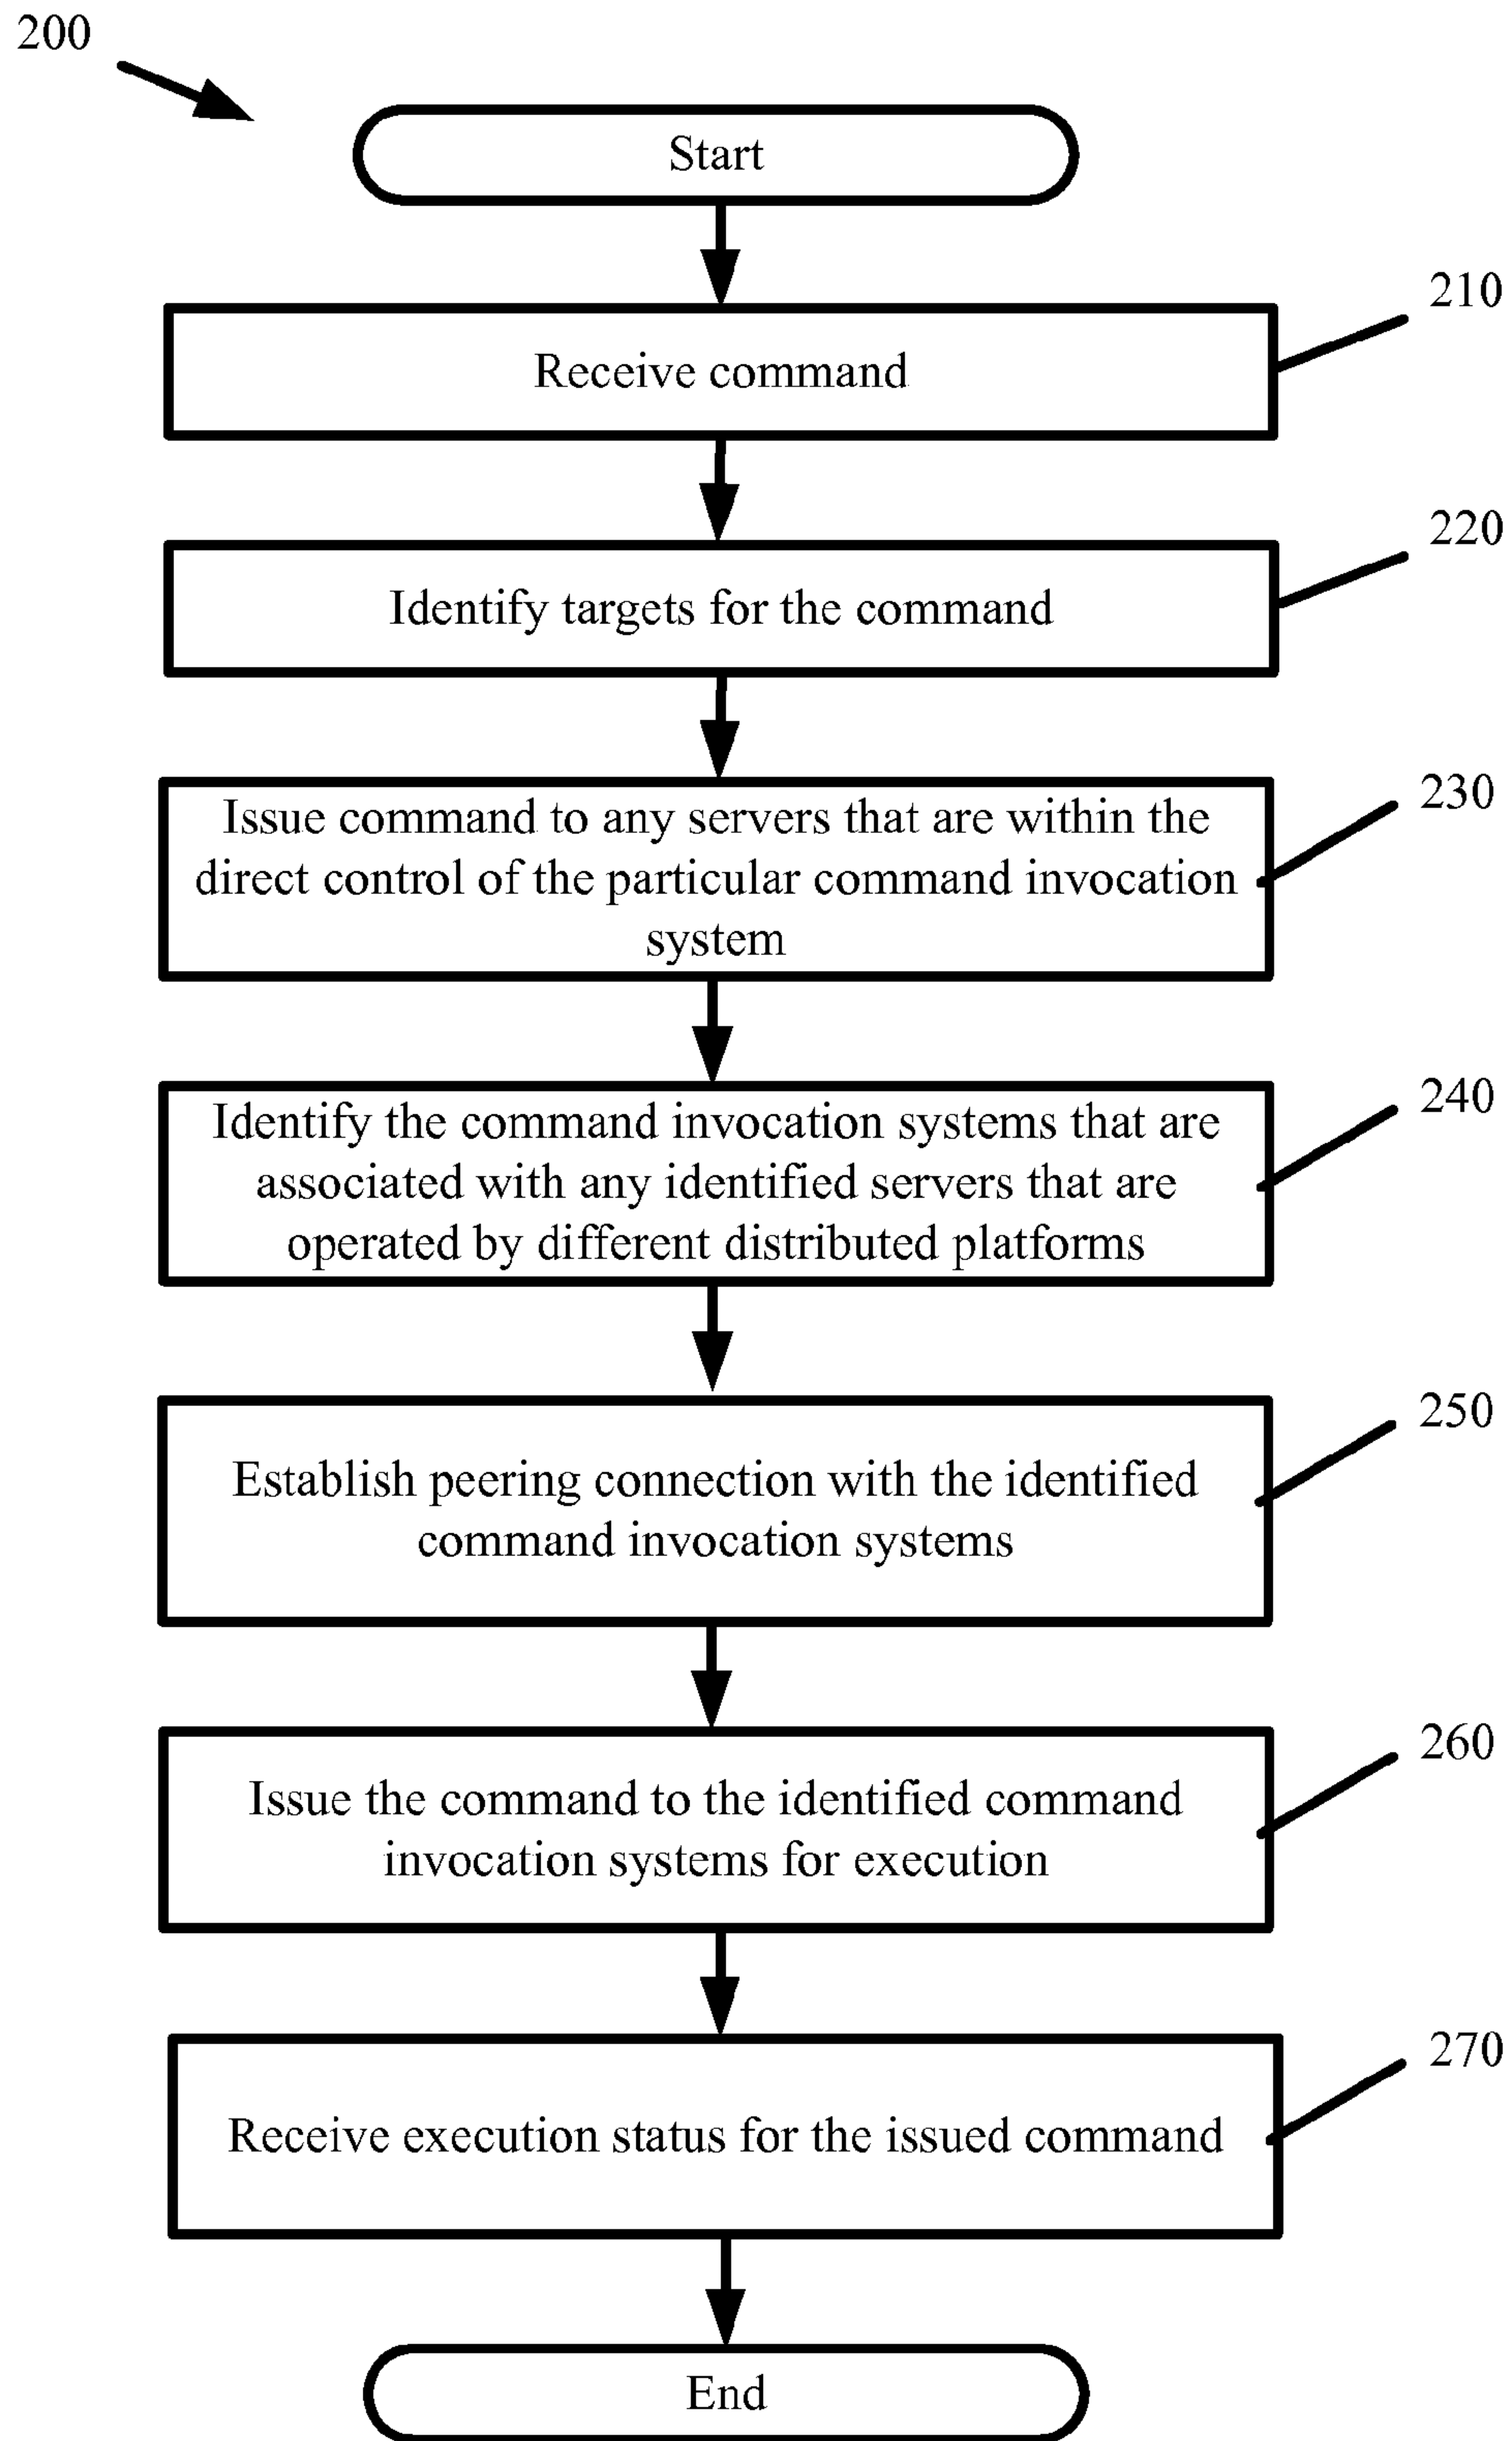 200
Start
210
Receive command
220
Identify targets for the command
230
Issue command to any servers that are within the
direct control of the particular command invocation
system
240
Identify the command invocation systems that are
associated with any identified servers that are
operated by different distributed platforms
250
Establish peering connection with the identified
command invocation systems
260
Issue the command to the identified command
invocation systems for execution
270
Receive execution status for the issued command
End